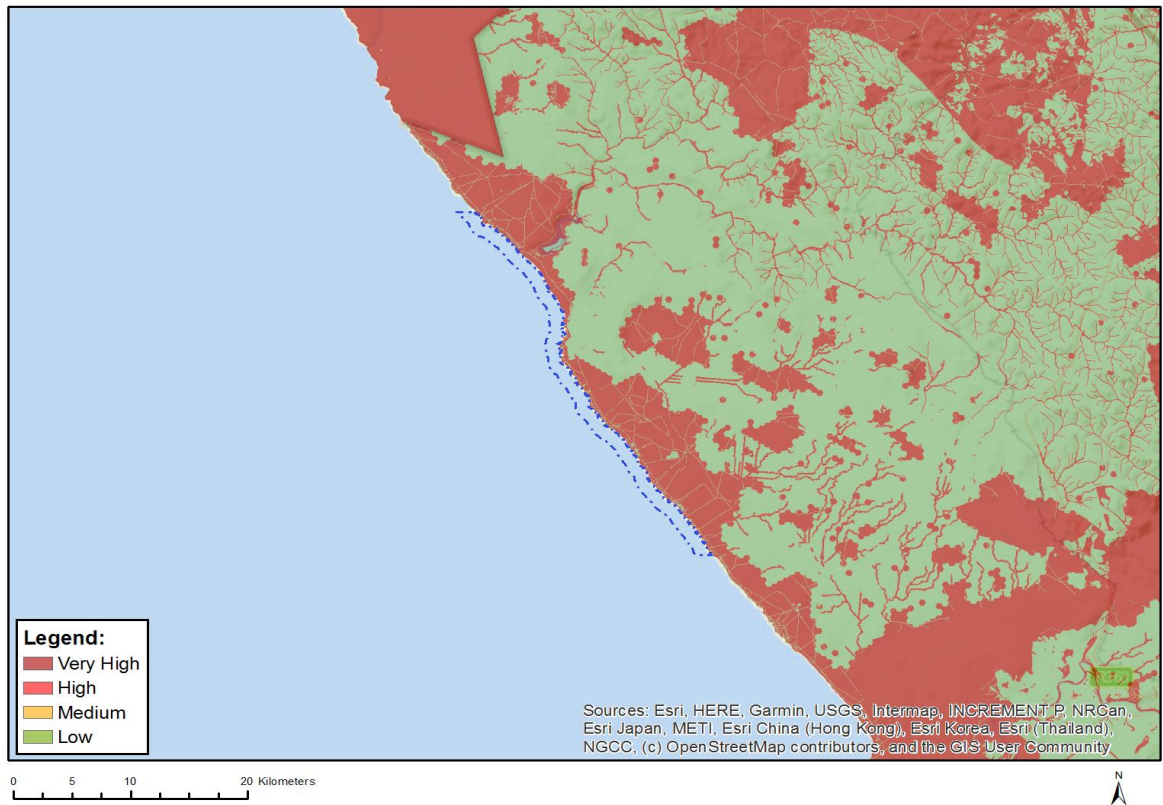 Legend:
Very High
High
Medium
Low
Sources: Esri, HERE, Garmin, USGS, Intermap, INCREMENT P, NRCan,
Esri Japan, METI, Esri China (Hong Kong), Esri Korea, Esri (Thailand),
NGCC, (c) OpenStreetMap contributors, and the GIS User Community
0 5 10 20 Kilometers
N